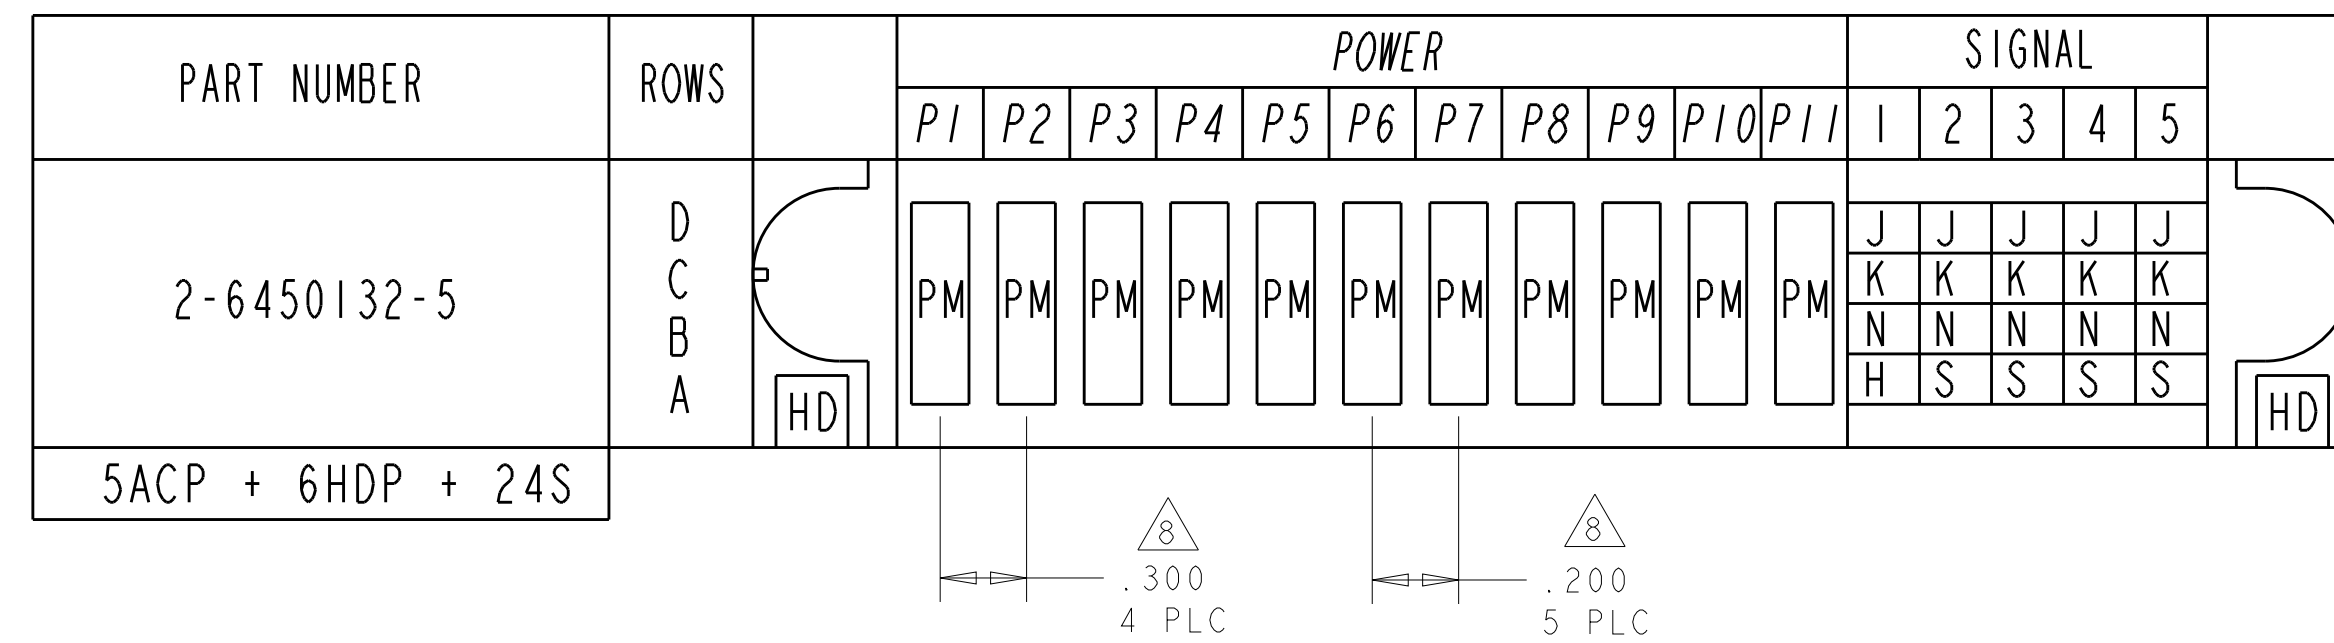 PART NUMBER ROWS POWER SIGNAL
P1 P2 P3 P4 P5 P6 P7 P8 P9 P10 P11 1 2 3 4 5
D J J J J J
C K K K K K
2-6450132-5 PM PM PM PM PM PM PM PM PM PM PM
B N N N N N
A H S S S S
HD HD
5ACP + 6HDP + 24S
8 8
.300 .200
4 PLC 5 PLC